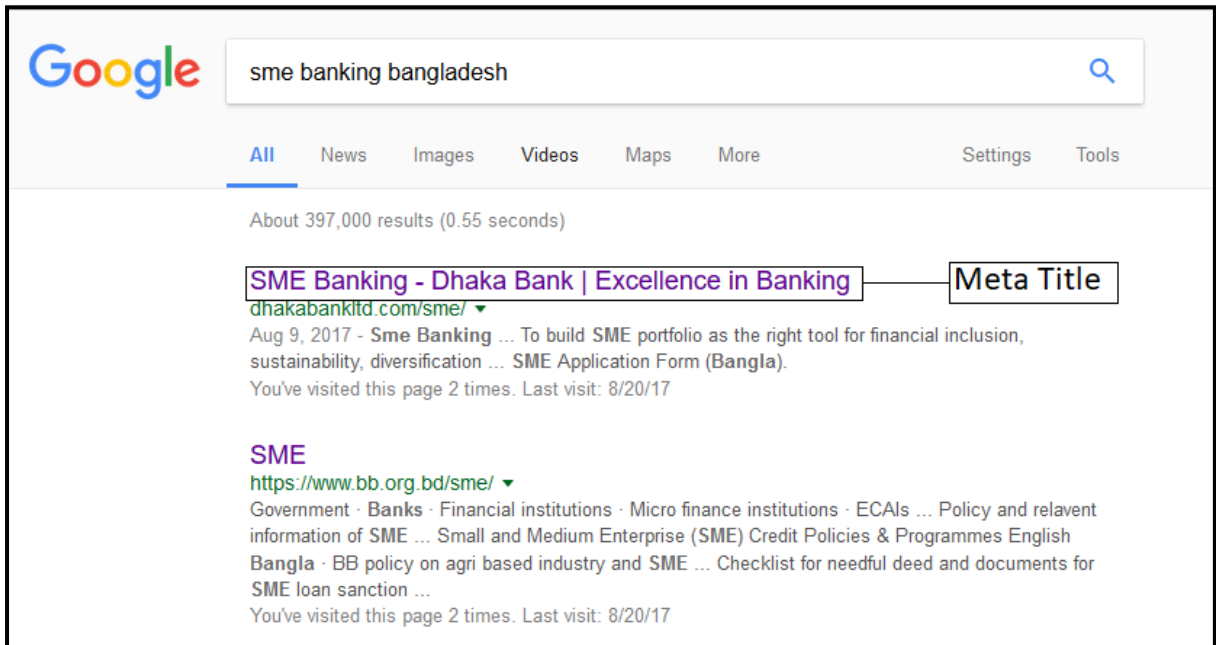 Google
sme banking bangladesh
All News Images Videos Maps More Settings Tools
About 397,000 results (0.55 seconds)
SME Banking - Dhaka Bank | Excellence in Banking
Meta Title
dhakabankltd.com/sme/
Aug 9, 2017 - Sme Banking ... To build SME portfolio as the right tool for financial inclusion,
sustainability, diversification ... SME Application Form (Bangla).
You've visited this page 2 times. Last visit: 8/20/17
SME
https://www.bb.org.bd/sme/
Government · Banks · Financial institutions · Micro finance institutions · ECAIs ... Policy and relavent
information of SME ... Small and Medium Enterprise (SME) Credit Policies & Programmes English
Bangla · BB policy on agri based industry and SME ... Checklist for needful deed and documents for
SME loan sanction ...
You've visited this page 2 times. Last visit: 8/20/17